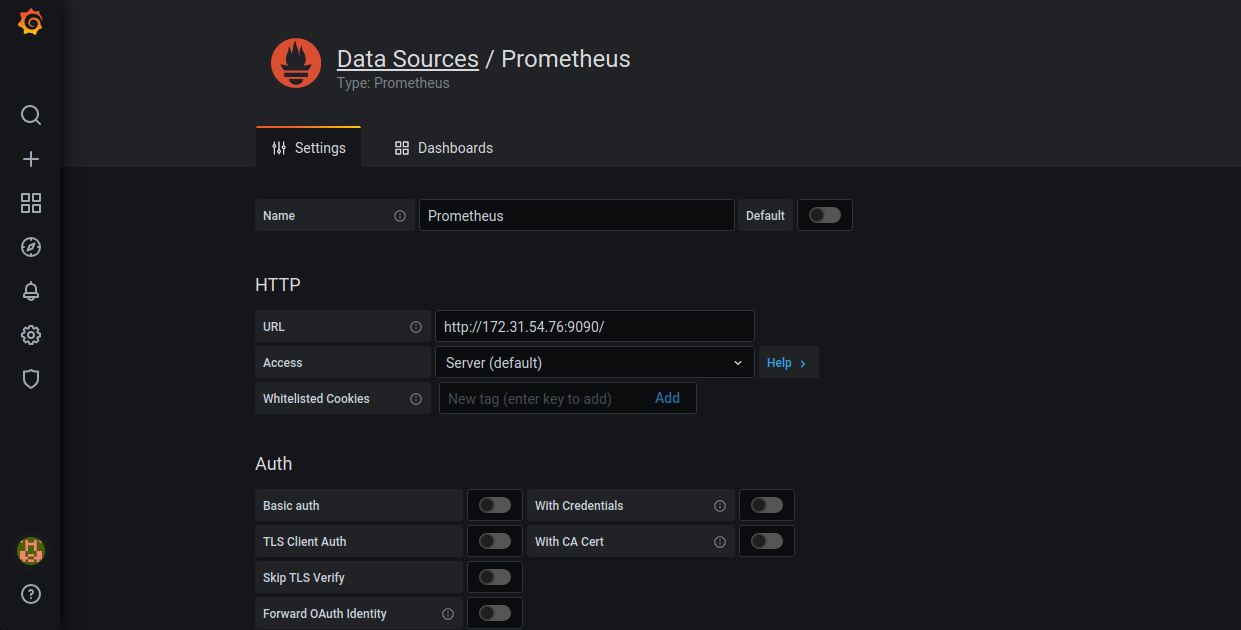 Data Sources / Prometheus
Type: Prometheus
Settings Dashboards
Name Prometheus Default
HTTP
URL http://172.31.54.76:9090/
Access Server (default) Help
Whitelisted Cookies New tag (enter key to add) Add
Auth
Basic auth With Credentials
TLS Client Auth With CA Cert
Skip TLS Verify
Forward OAuth Identity